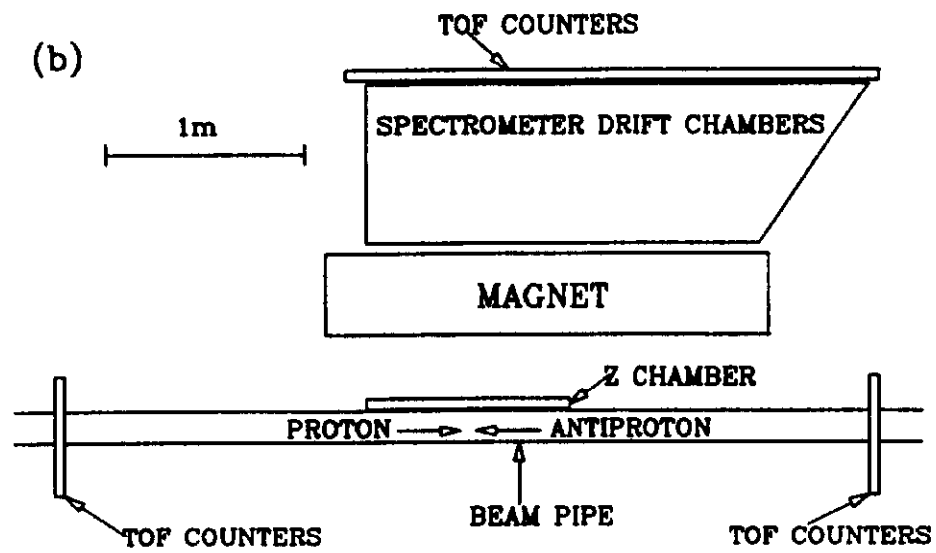 TOF COUNTERS
(b)
1m
SPECTROMETER DRIFT CHAMBERS
MAGNET
Z CHAMBER
PROTON
ANTIPROTON
BEAM PIPE
TOF COUNTERS
TOF COUNTERS